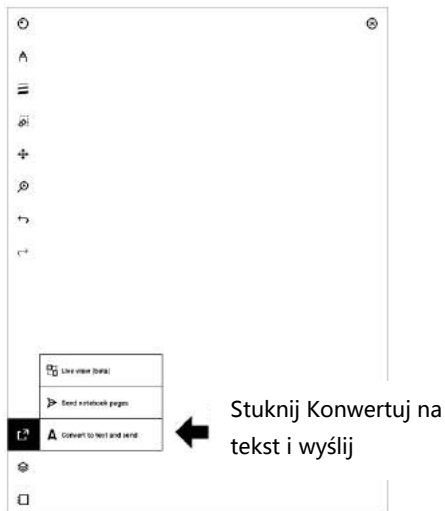 Live view (beta)
Send notebook pages
Convert to text and send
Stuknij Konwertuj na
tekst i wyślij